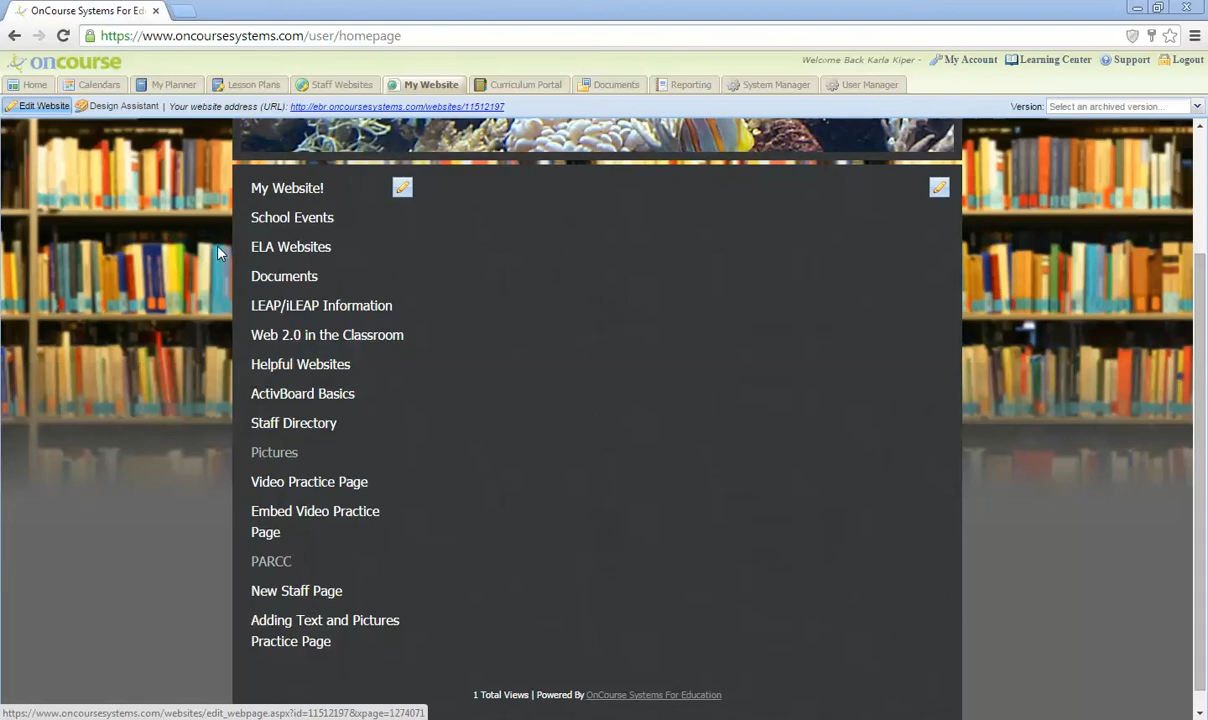 OnCourse Systems For Ed
https://www.oncoursesystems.com/user/homepage
oncourse
Welcome Back Karla Kiper - My Account Learning Center Support Logout
Home Calendars My Planner Lesson Plans Staff Websites My Website Curriculum Portal Documents Reporting System Manager User Manager
Edit Website Design Assistant | Your website address (URL): http://ebr.oncoursesystems.com/websites/11512197 Version: Select an archived version...
My Website!
School Events
ELA Websites
Documents
LEAP/iLEAP Information
Web 2.0 in the Classroom
Helpful Websites
ActivBoard Basics
Staff Directory
Pictures
Video Practice Page
Embed Video Practice
Page
PARCC
New Staff Page
Adding Text and Pictures
Practice Page
1 Total Views | Powered By OnCourse Systems For Education
https://www.oncoursesystems.com/websites/edit_webpage.aspx?id=11512197&xpage=1274071